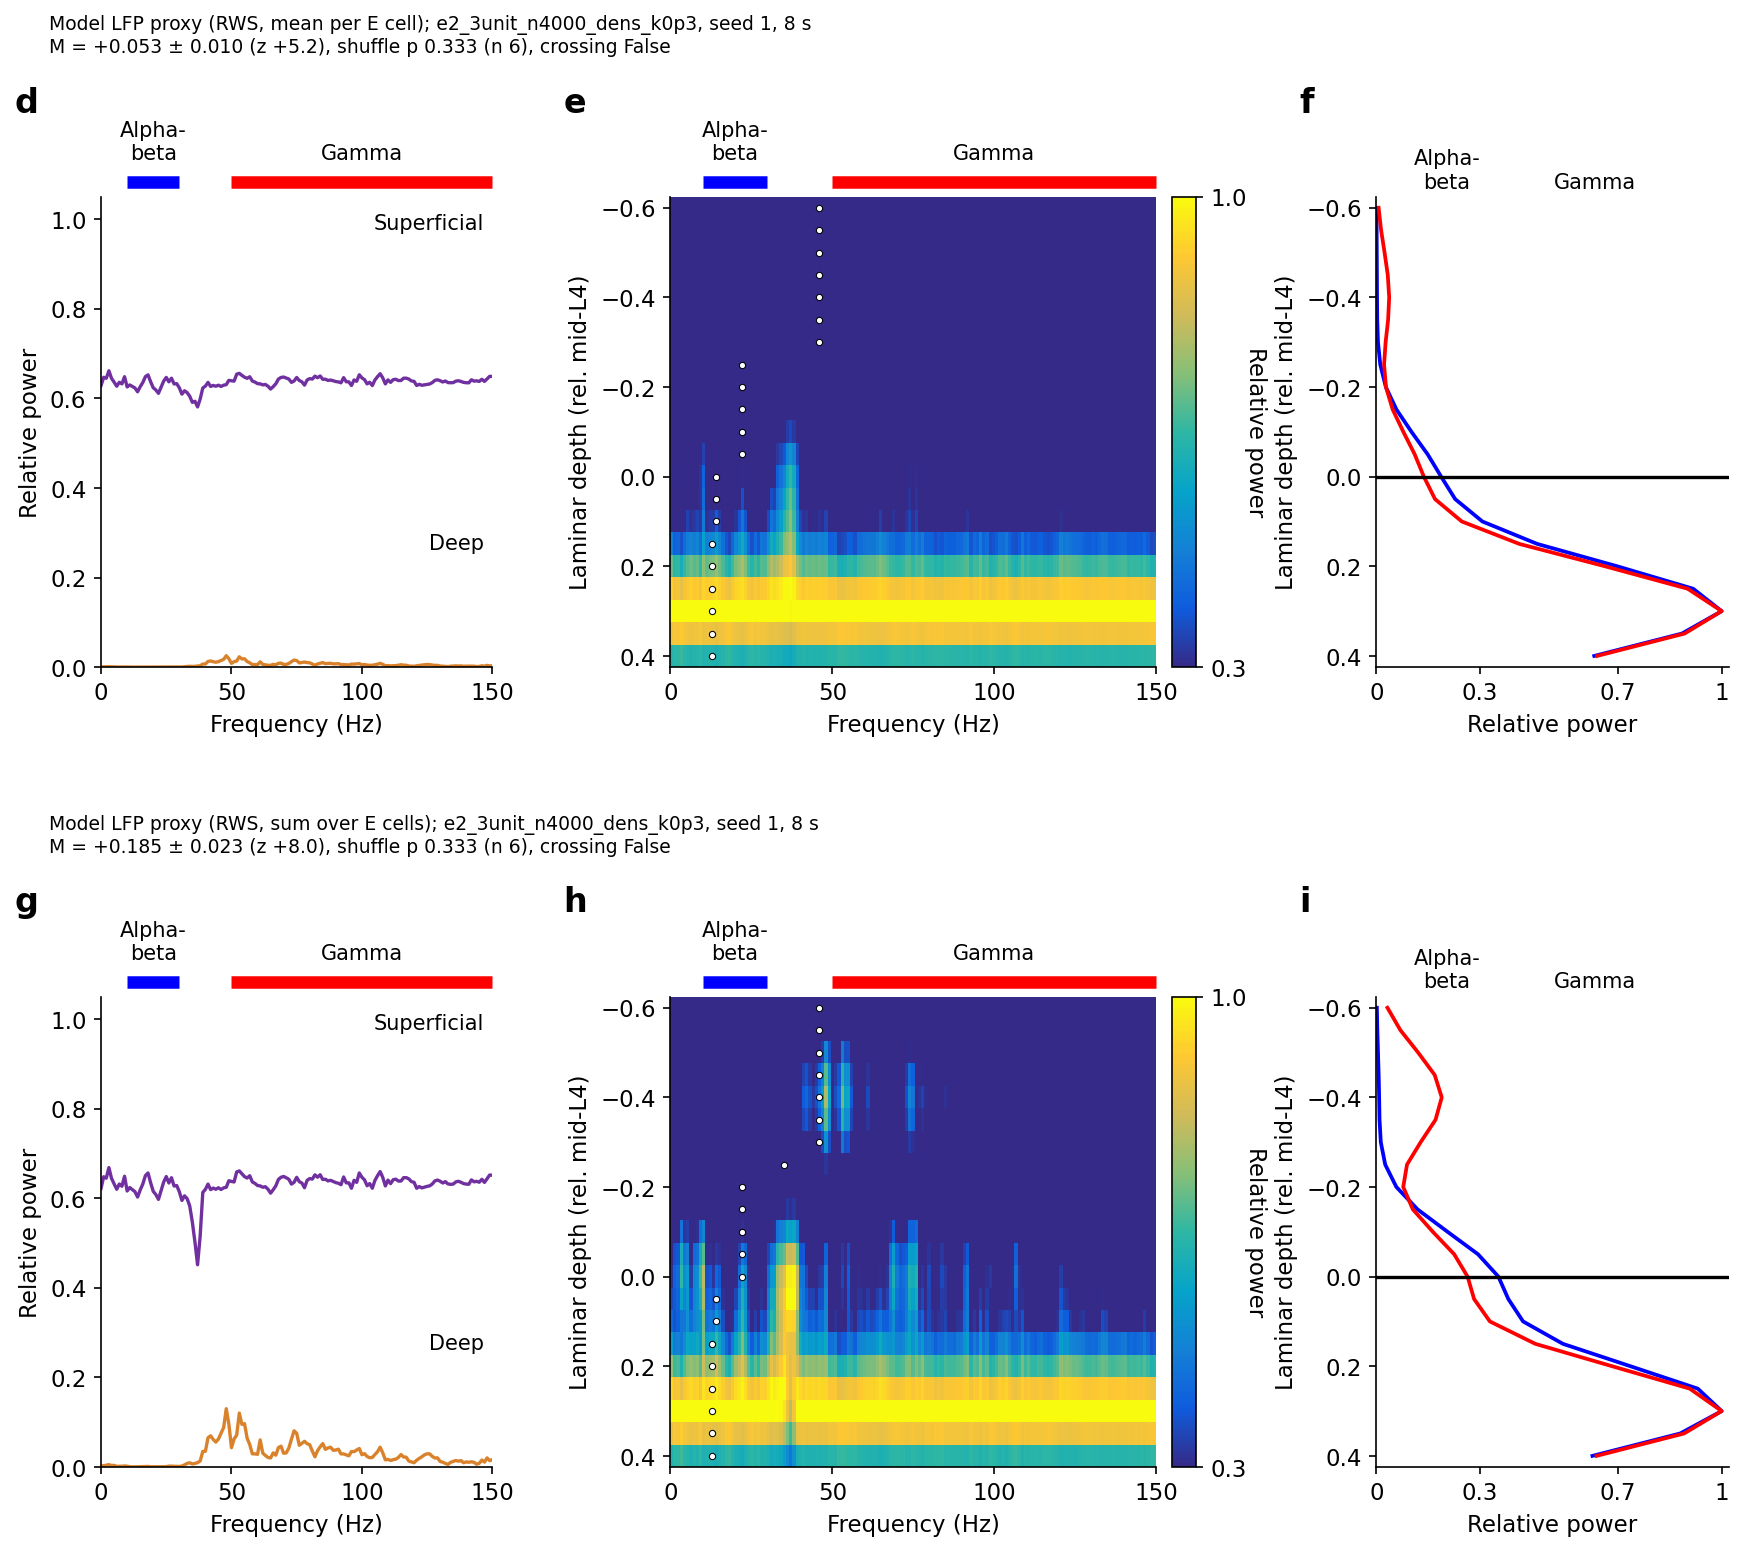 Model LFP proxy (RWS, mean per E cell); e2_3unit_n4000_dens_k0p3, seed 1, 8 s
M = +0.053 ± 0.010 (z +5.2), shuffle p 0.333 (n 6), crossing False
d
Alpha-
beta
Gamma
Superficial
Deep
1.0
0.8
0.6
0.4
0.2
0.0
Relative power
0
50
100
150
Frequency (Hz)
e
Alpha-
beta
Gamma
−0.6
−0.4
−0.2
0.0
0.2
0.4
Laminar depth (rel. mid-L4)
0
50
100
150
Frequency (Hz)
1.0
0.3
Relative power
f
Alpha-
beta
Gamma
−0.6
−0.4
−0.2
0.0
0.2
0.4
Laminar depth (rel. mid-L4)
0
0.3
0.7
1
Relative power
Model LFP proxy (RWS, sum over E cells); e2_3unit_n4000_dens_k0p3, seed 1, 8 s
M = +0.185 ± 0.023 (z +8.0), shuffle p 0.333 (n 6), crossing False
g
Alpha-
beta
Gamma
Superficial
Deep
1.0
0.8
0.6
0.4
0.2
0.0
Relative power
0
50
100
150
Frequency (Hz)
h
Alpha-
beta
Gamma
−0.6
−0.4
−0.2
0.0
0.2
0.4
Laminar depth (rel. mid-L4)
0
50
100
150
Frequency (Hz)
1.0
0.3
Relative power
i
Alpha-
beta
Gamma
−0.6
−0.4
−0.2
0.0
0.2
0.4
Laminar depth (rel. mid-L4)
0
0.3
0.7
1
Relative power